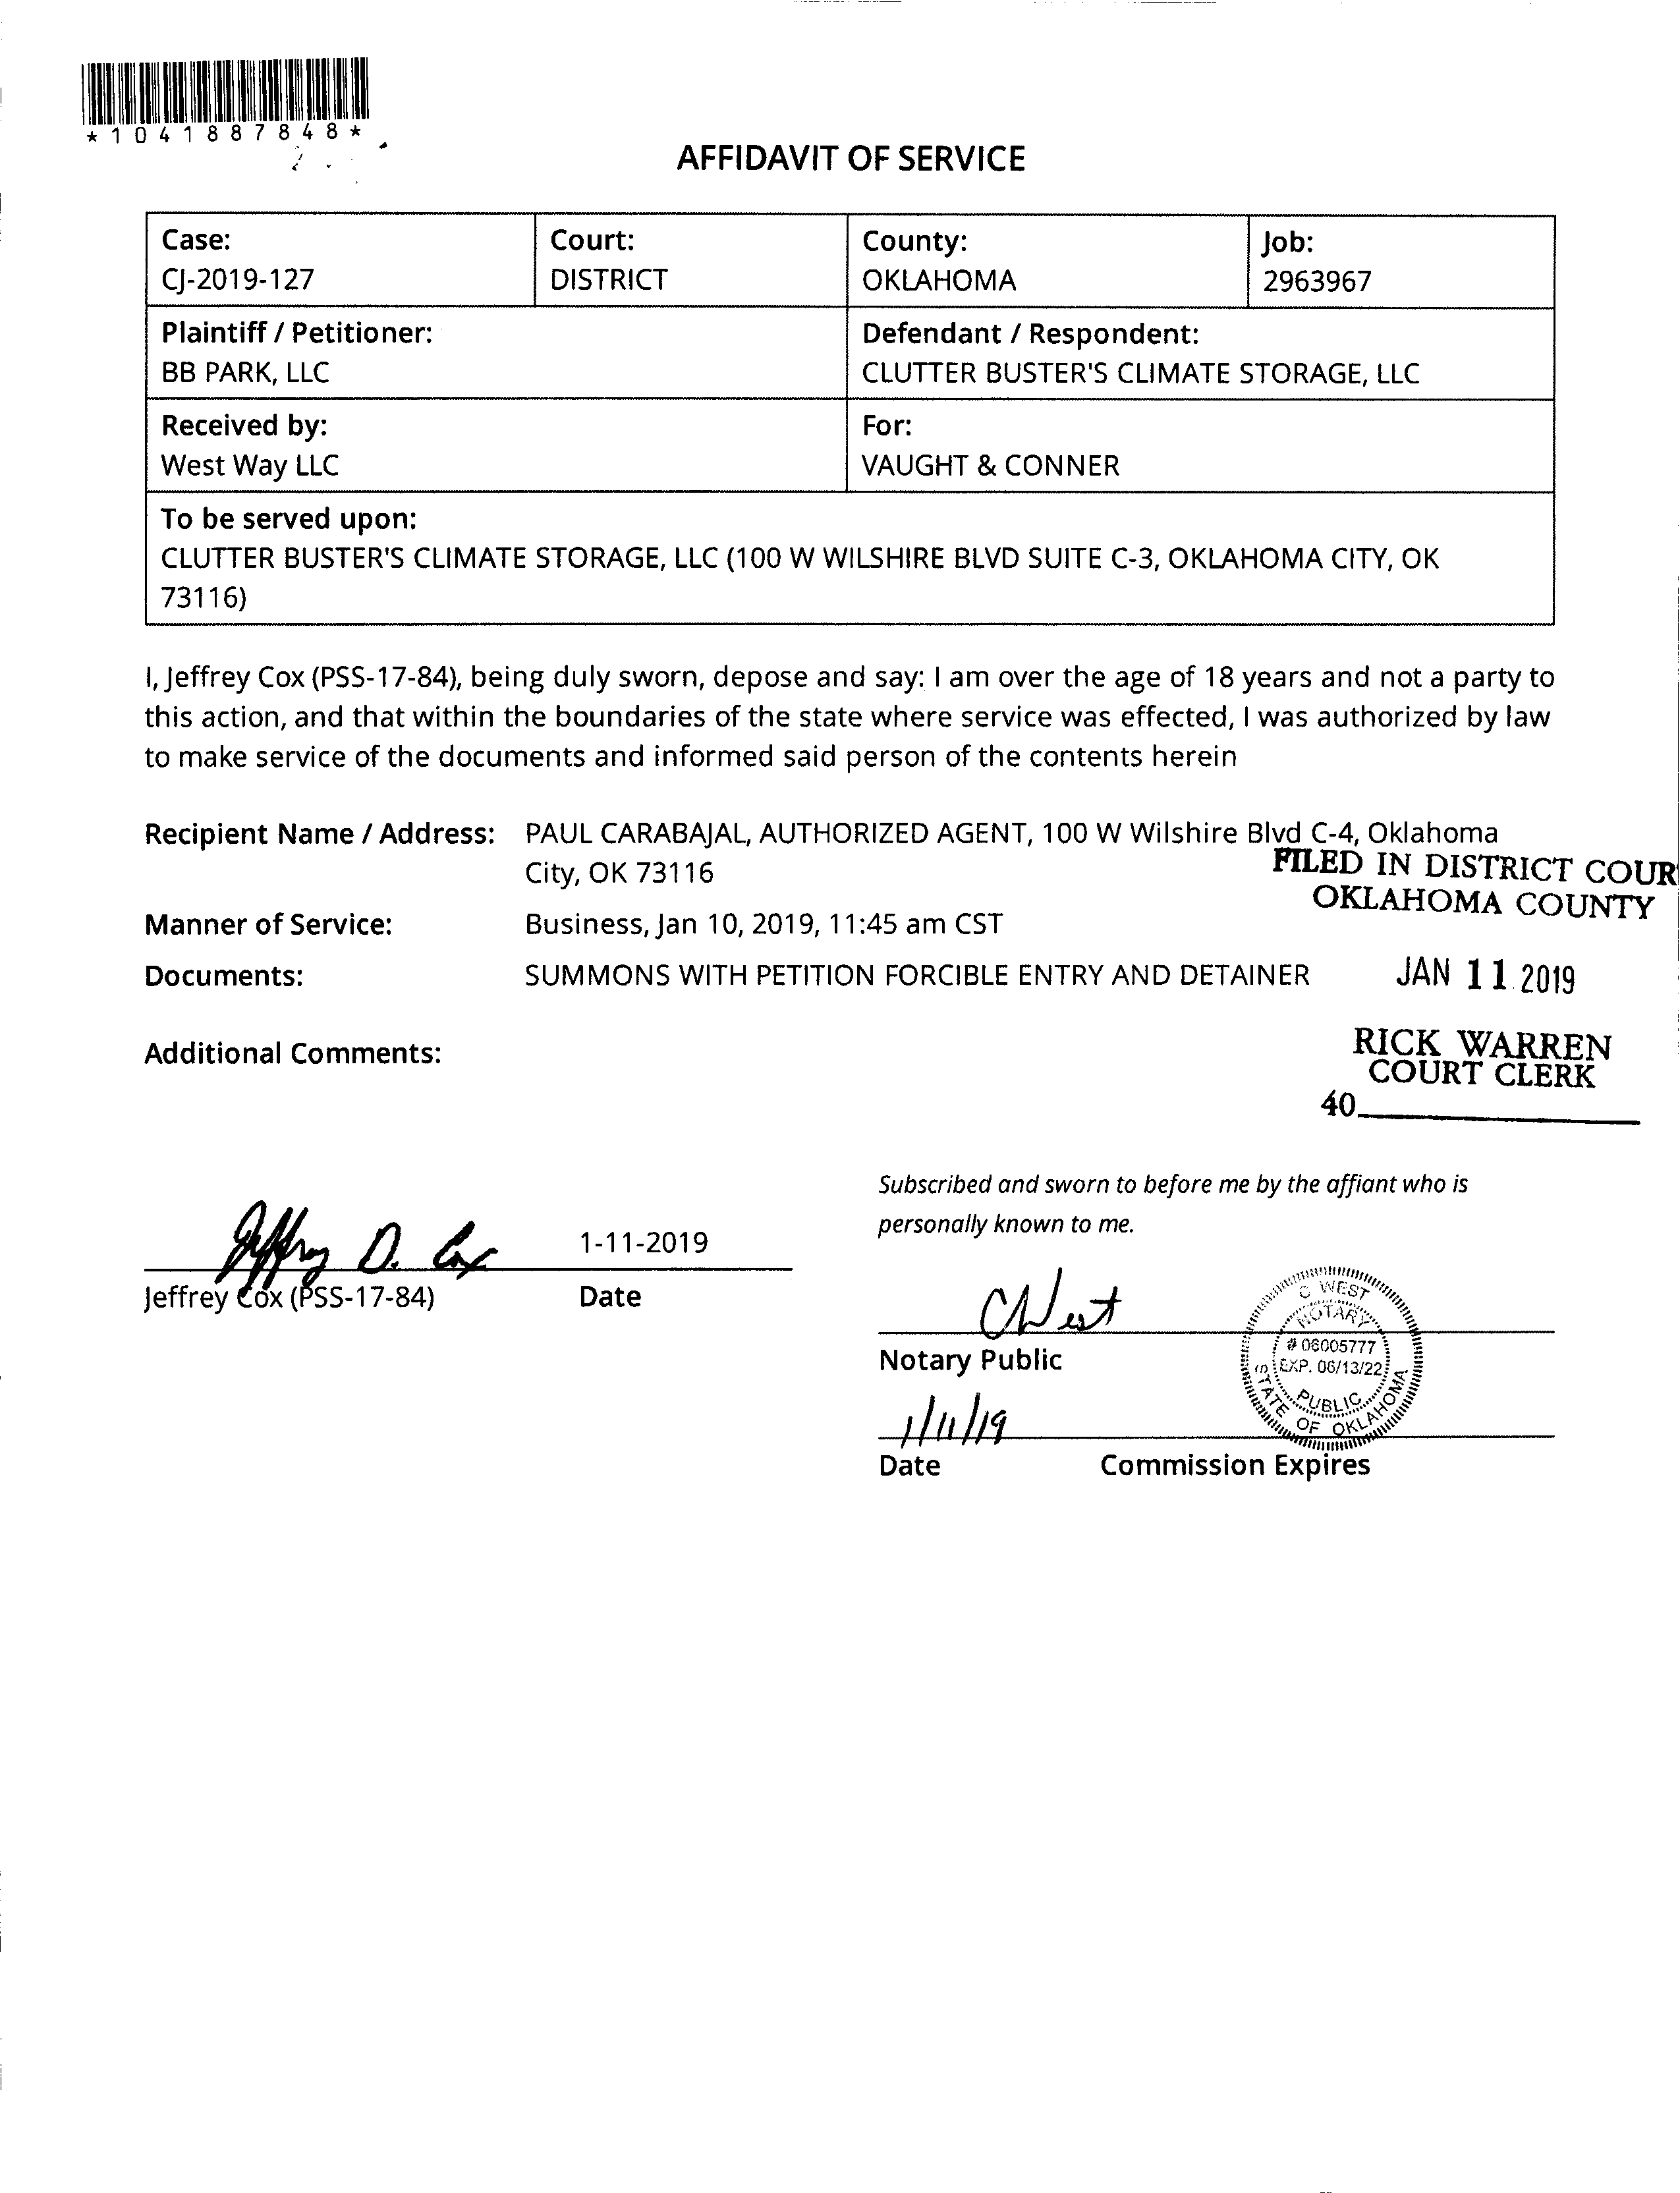 *1041887848*
AFFIDAVIT OF SERVICE
Case:
CJ-2019-127
Court:
DISTRICT
County:
OKLAHOMA
Job:
2963967
Plaintiff / Petitioner:
BB PARK, LLC
Defendant / Respondent:
CLUTTER BUSTER'S CLIMATE STORAGE, LLC
Received by:
West Way LLC
For:
VAUGHT & CONNER
To be served upon:
CLUTTER BUSTER'S CLIMATE STORAGE, LLC (100 W WILSHIRE BLVD SUITE C-3, OKLAHOMA CITY, OK
73116)
I, Jeffrey Cox (PSS-17-84), being duly sworn, depose and say: I am over the age of 18 years and not a party to
this action, and that within the boundaries of the state where service was effected, I was authorized by law
to make service of the documents and informed said person of the contents herein
Recipient Name / Address: PAUL CARABAJAL, AUTHORIZED AGENT, 100 W Wilshire Blvd C-4, Oklahoma
City, OK 73116
FILED IN DISTRICT COUR
OKLAHOMA COUNTY
Manner of Service: Business, Jan 10, 2019, 11:45 am CST
Documents: SUMMONS WITH PETITION FORCIBLE ENTRY AND DETAINER
JAN 11 2019
Additional Comments:
RICK WARREN
COURT CLERK
40
Subscribed and sworn to before me by the affiant who is
personally known to me.
Jeffrey D. Cox
1-11-2019
Jeffrey Cox (PSS-17-84)
Date
CWest
Notary Public
C WEST
NOTARY
# 06005777
EXP. 06/13/22
PUBLIC
STATE OF OKLAHOMA
1/11/19
Date
Commission Expires